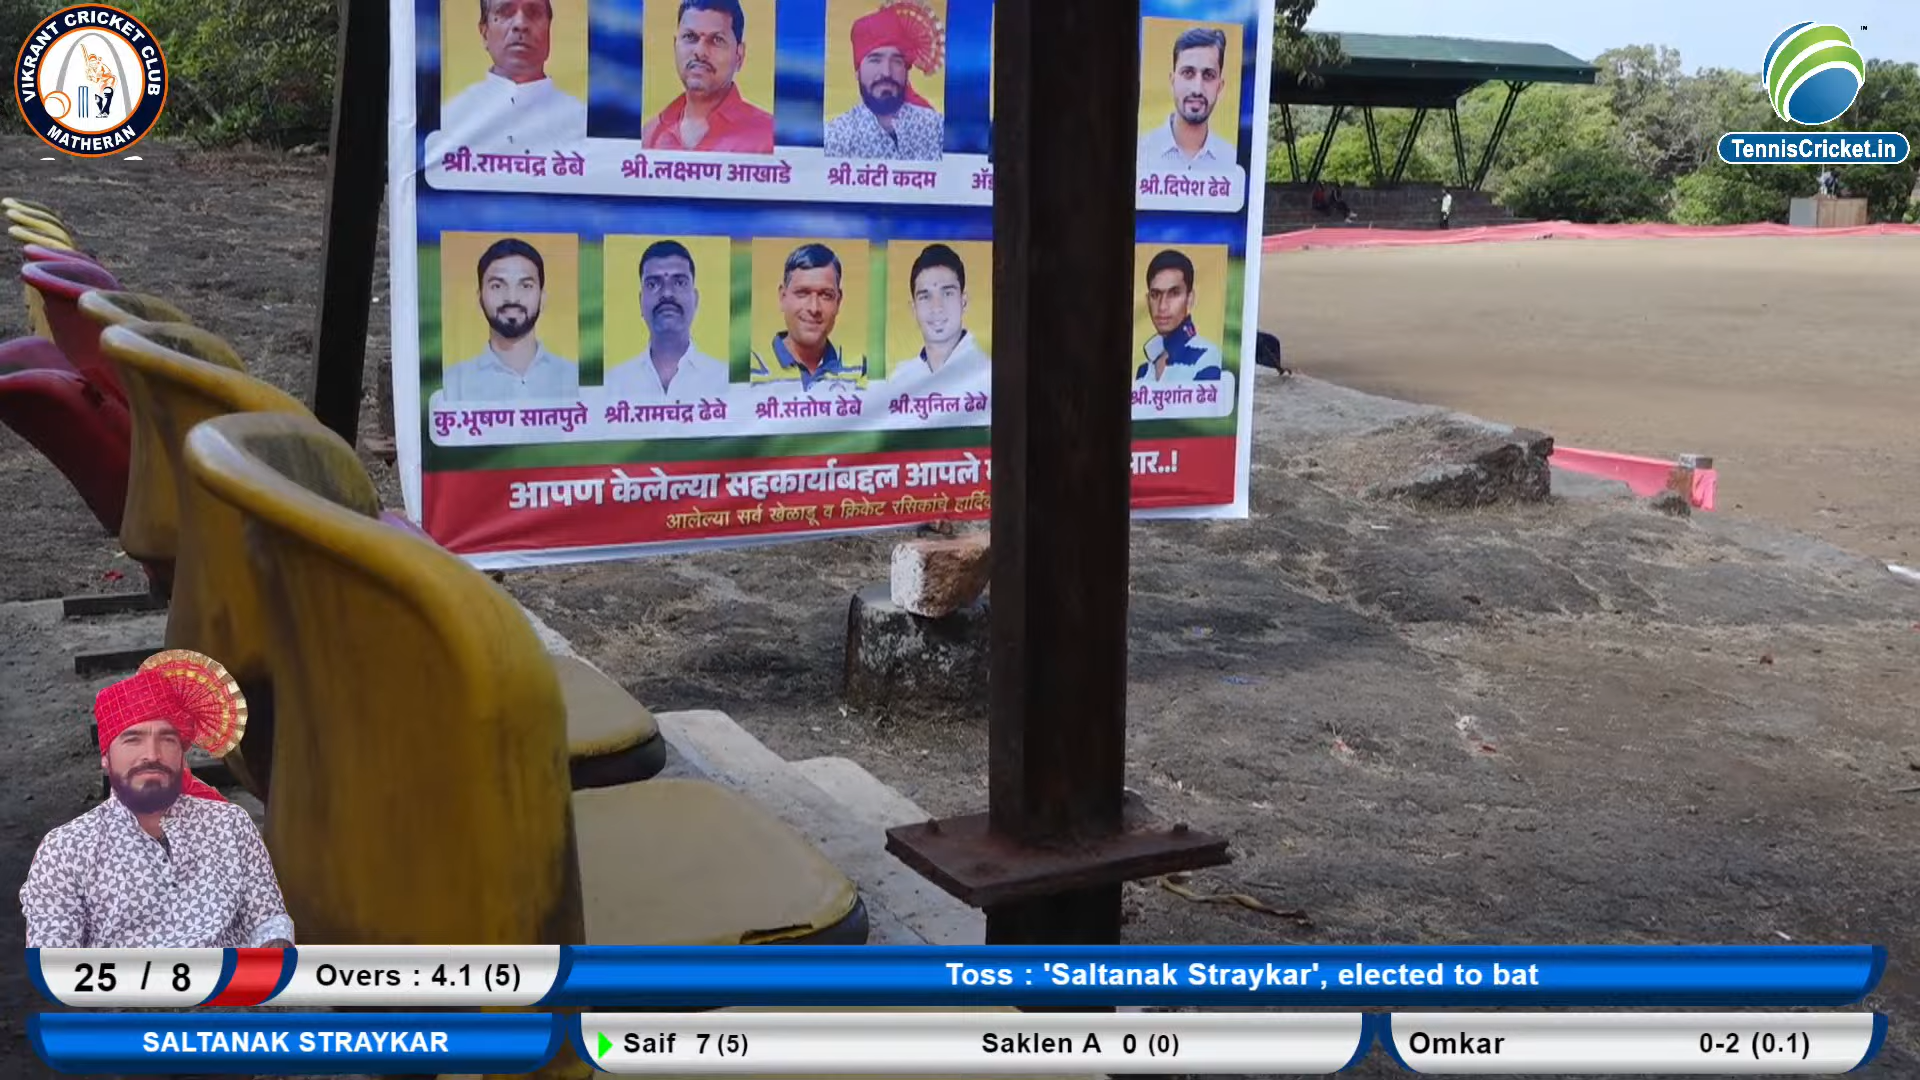 VIKRANT CRICKET CLUB
MATHERAN
TennisCricket.in
श्री.रामचंद्र ढेबे
श्री.लक्ष्मण आखाडे
श्री.बंटी कदम
श्री.दिपेश ढेबे
कु.भूषण सातपुते
श्री.रामचंद्र ढेबे
श्री.संतोष ढेबे
श्री.सुनिल ढेबे
श्री.सुशांत ढेबे
आपण केलेल्या सहकार्याबद्दल आपले
आलेल्या सर्व खेळाडू व क्रिकेट रसिकांचे
25 / 8
Overs : 4.1 (5)
Toss : 'Saltanak Straykar', elected to bat
SALTANAK STRAYKAR
Saif 7 (5)
Saklen A 0 (0)
Omkar 0-2 (0.1)